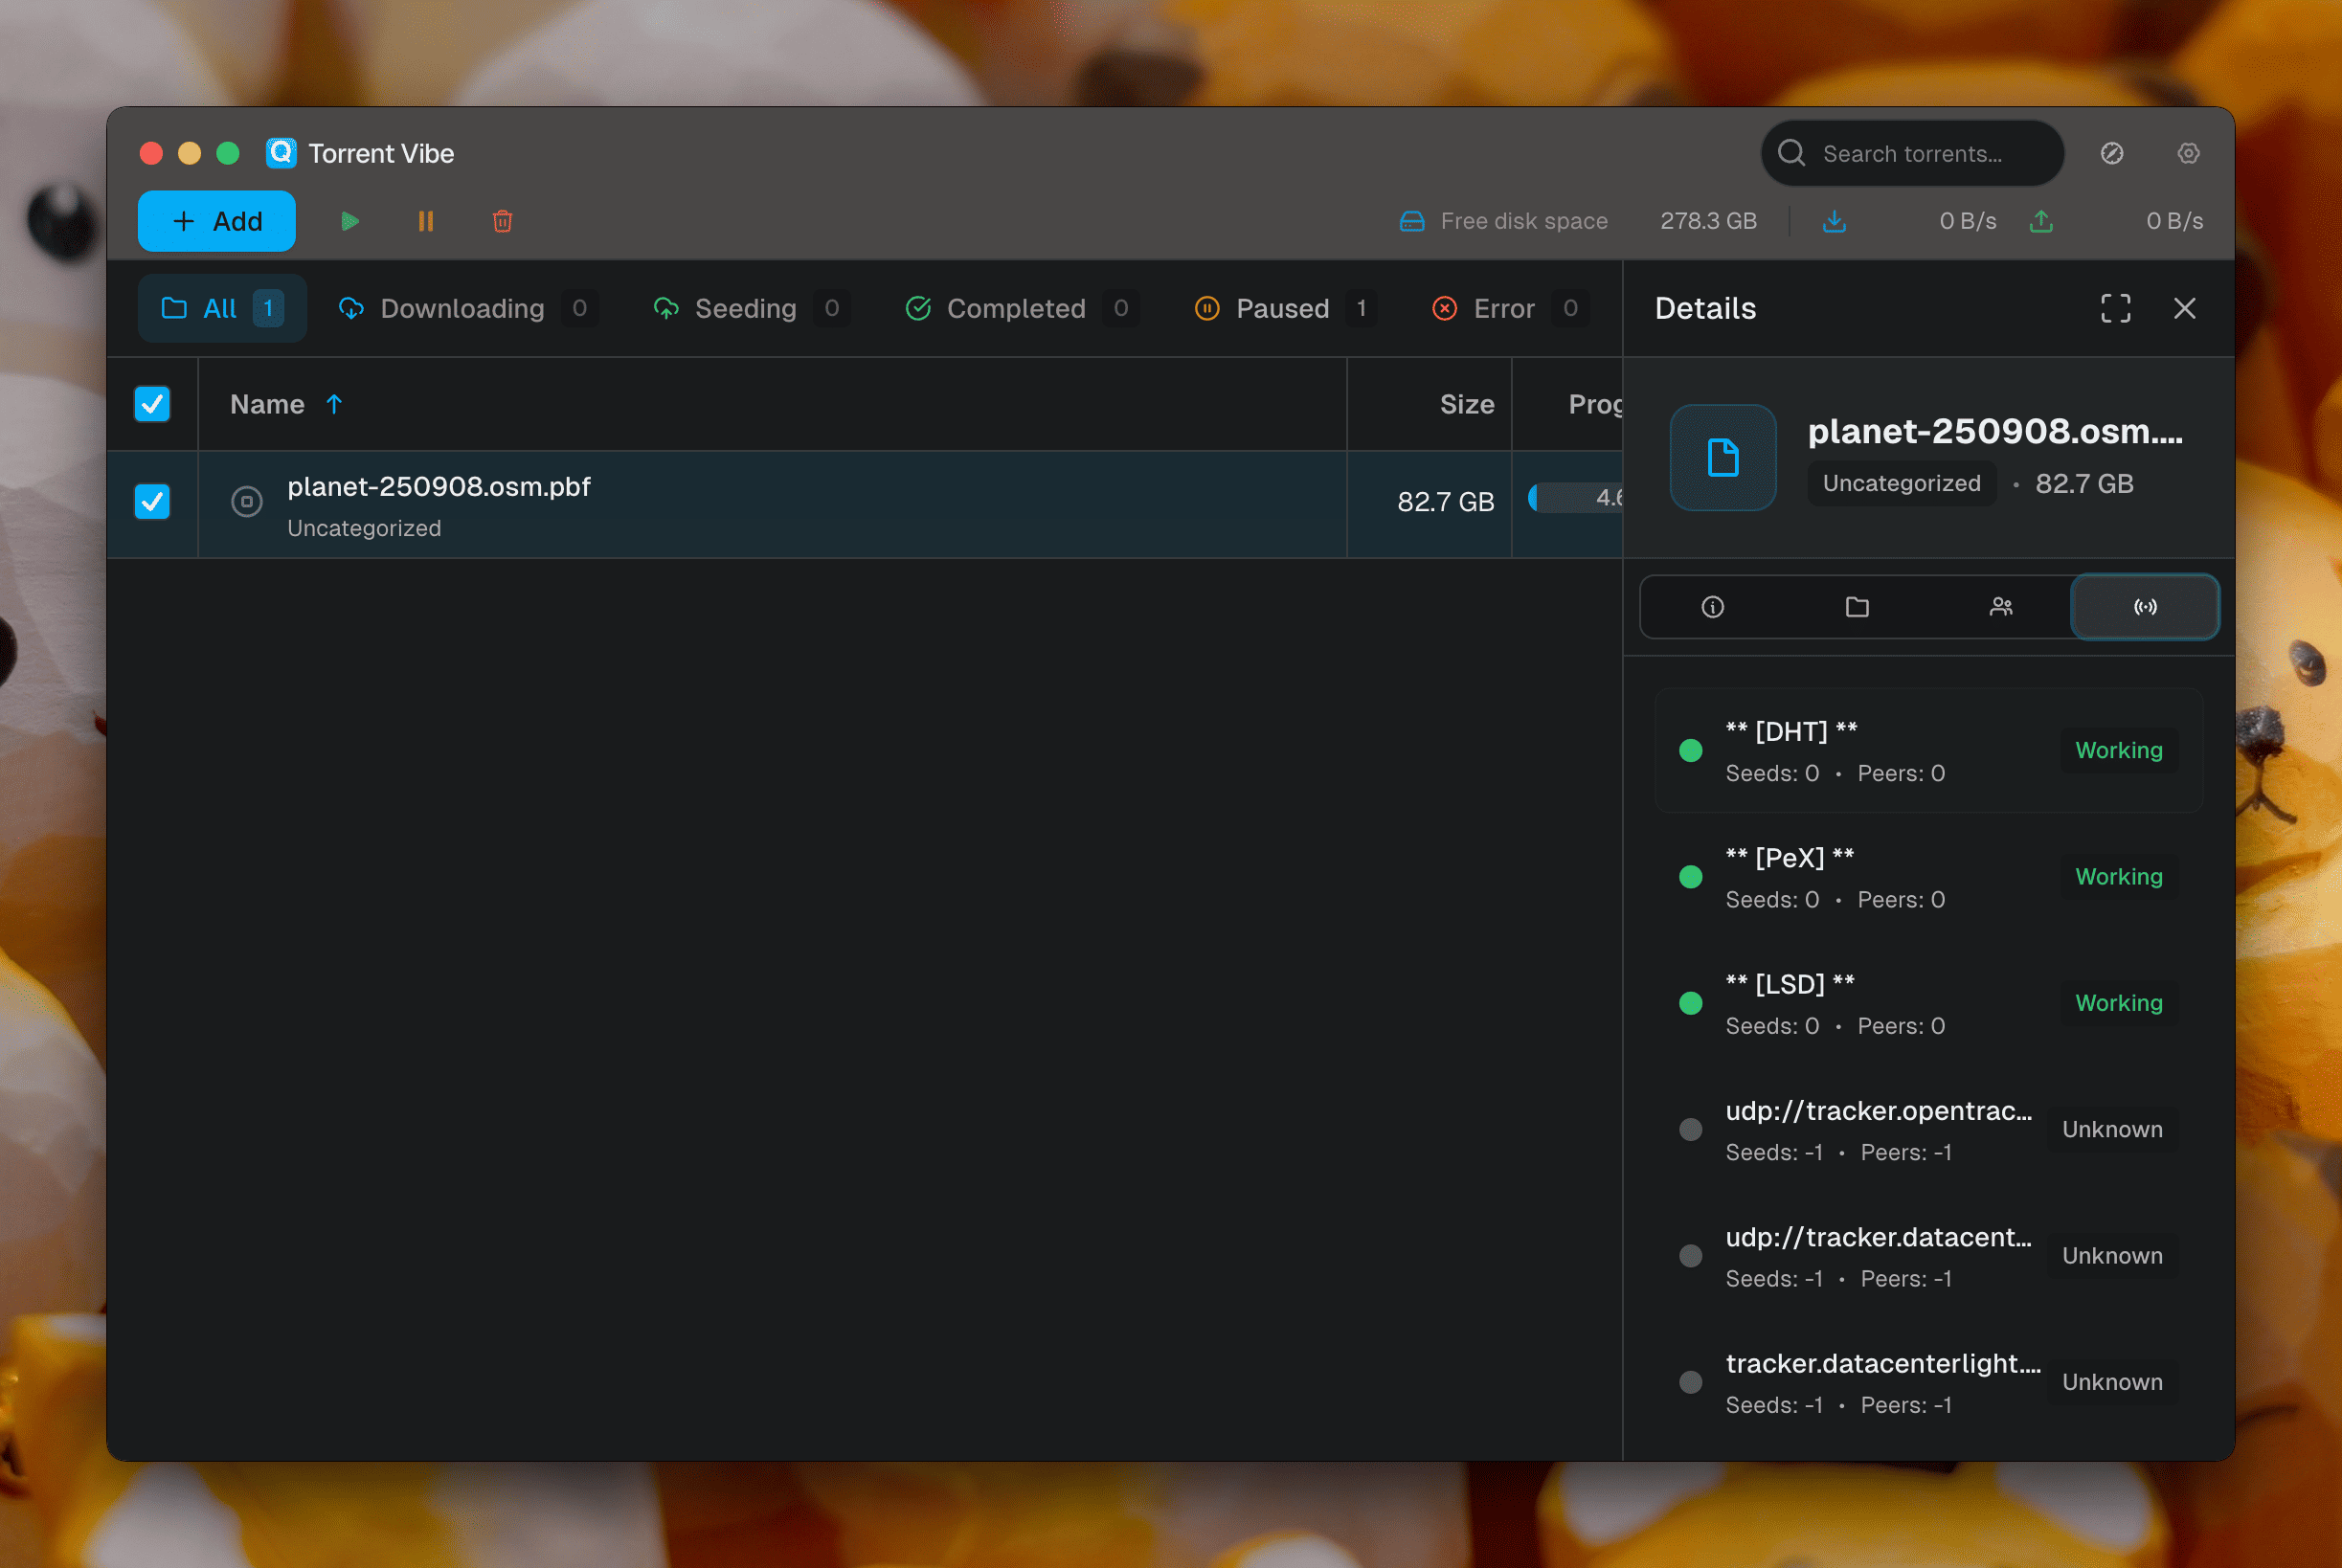 Torrent Vibe
Search torrents...
Add
Free disk space 278.3 GB 0 B/s 0 B/s
All 1 Downloading 0 Seeding 0 Completed 0 Paused 1 Error 0
Name Size Prog
planet-250908.osm.pbf
Uncategorized
82.7 GB
4.6
Details
planet-250908.osm....
Uncategorized • 82.7 GB
** [DHT] **
Seeds: 0 • Peers: 0
Working
** [PeX] **
Seeds: 0 • Peers: 0
Working
** [LSD] **
Seeds: 0 • Peers: 0
Working
udp://tracker.opentrac...
Seeds: -1 • Peers: -1
Unknown
udp://tracker.datacent...
Seeds: -1 • Peers: -1
Unknown
tracker.datacenterlight....
Seeds: -1 • Peers: -1
Unknown